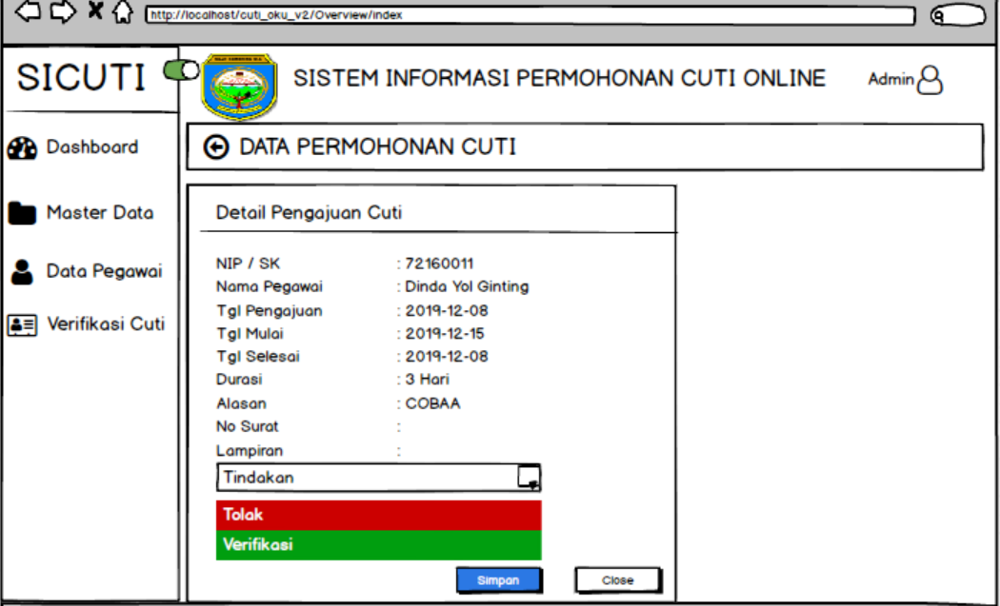 http://localhost/cuti_oku_v2/Overview/index
SICUTI
SISTEM INFORMASI PERMOHONAN CUTI ONLINE
Admin
Dashboard
Master Data
Data Pegawai
Verifikasi Cuti
DATA PERMOHONAN CUTI
Detail Pengajuan Cuti
NIP / SK : 72160011
Nama Pegawai : Dinda Yol Ginting
Tgl Pengajuan : 2019-12-08
Tgl Mulai : 2019-12-15
Tgl Selesai : 2019-12-08
Durasi : 3 Hari
Alasan : COBAA
No Surat :
Lampiran :
Tindakan
Tolak
Verifikasi
Simpan
Close